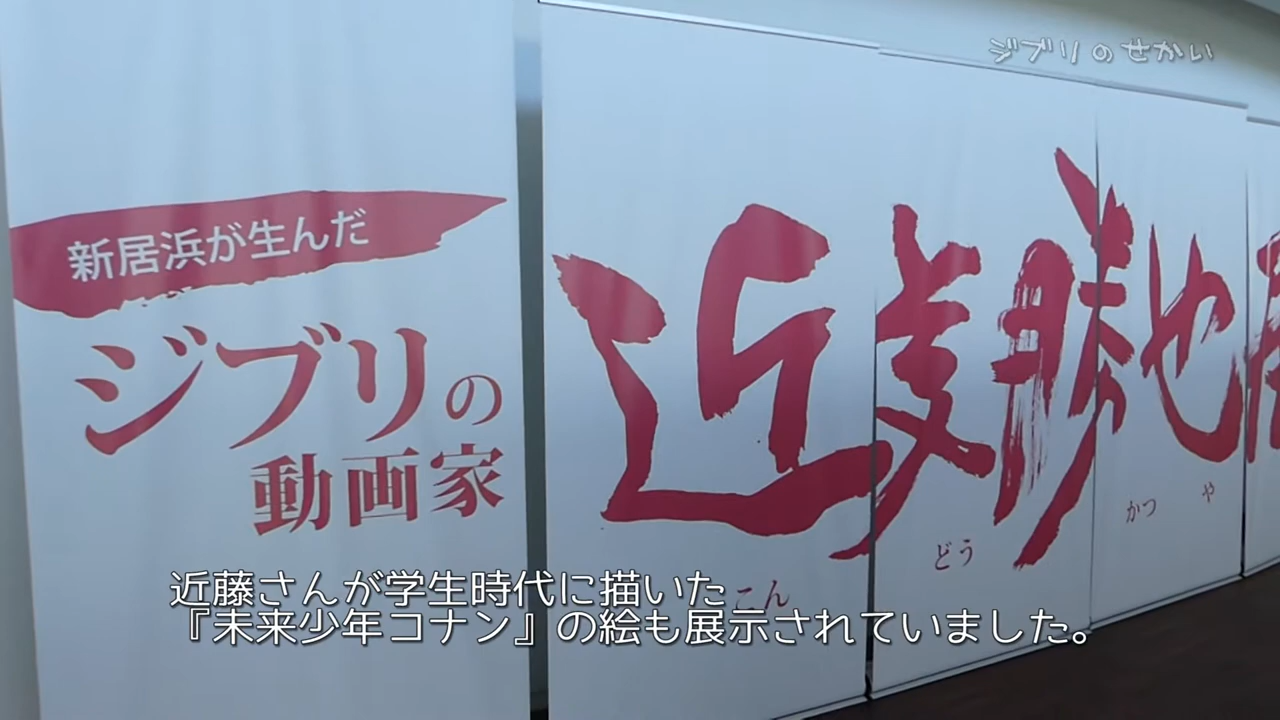 ジブリのせかい
新居浜が生んだ
ジブリの
動画家
近藤勝也展
こん どう かつ や
近藤さんが学生時代に描いた
『未来少年コナン』の絵も展示されていました。